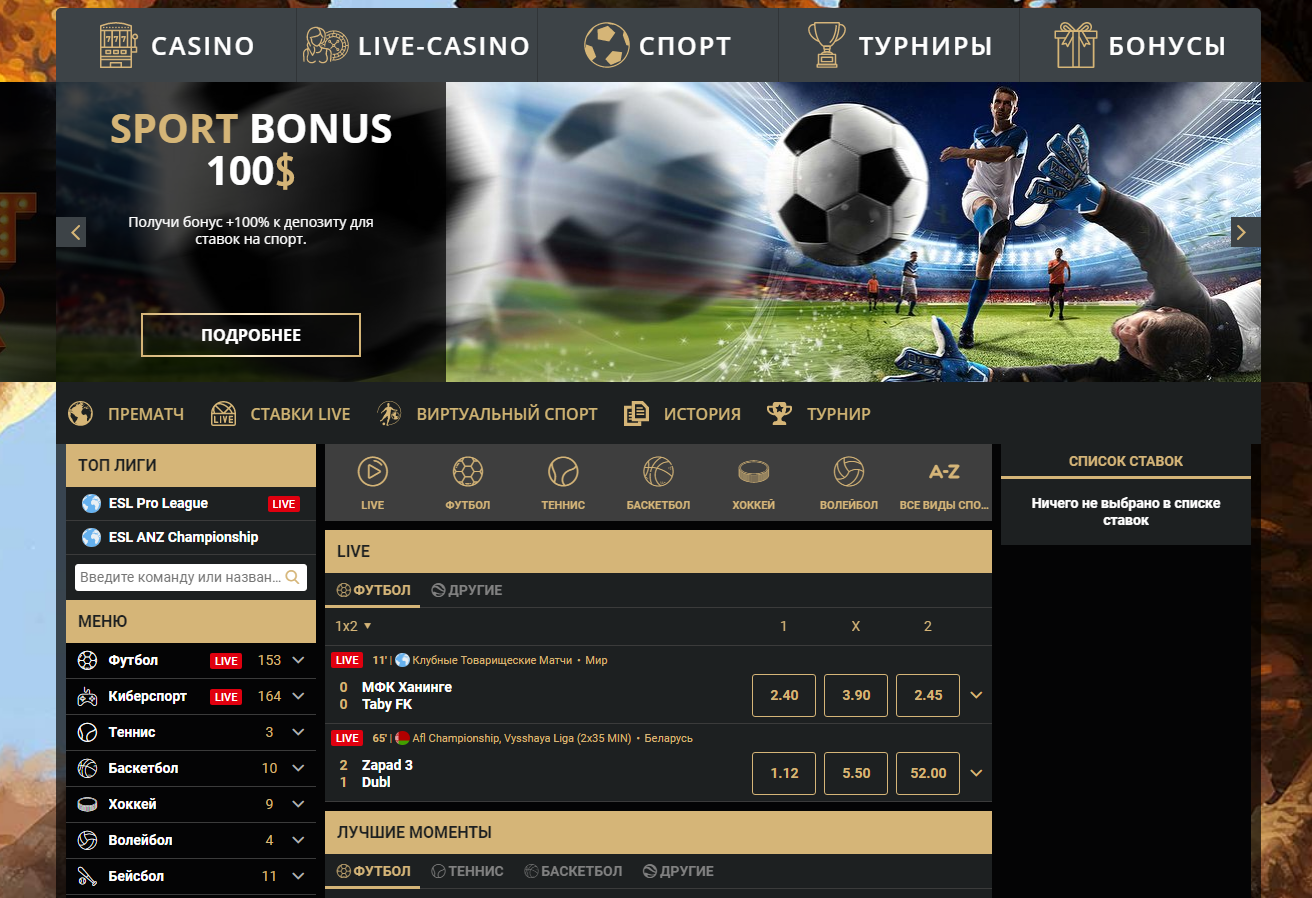 CASINO
LIVE-CASINO
СПОРТ
ТУРНИРЫ
БОНУСЫ
SPORT BONUS
100$
Получи бонус +100% к депозиту для
ставок на спорт.
ПОДРОБНЕЕ
ПРЕМАТЧ
СТАВКИ LIVE
ВИРТУАЛЬНЫЙ СПОРТ
ИСТОРИЯ
ТУРНИР
ТОП ЛИГИ
ESL Pro League LIVE
ESL ANZ Championship
Введите команду или назван...
МЕНЮ
Футбол LIVE 153
Киберспорт LIVE 164
Теннис 3
Баскетбол 10
Хоккей 9
Волейбол 4
Бейсбол 11
LIVE
ФУТБОЛ
ТЕННИС
БАСКЕТБОЛ
ХОККЕЙ
ВОЛЕЙБОЛ
A-Z
ВСЕ ВИДЫ СПО...
LIVE
ФУТБОЛ ДРУГИЕ
1x2 ▼ 1 X 2
LIVE 11' | Клубные Товарищеские Матчи • Мир
0 МФК Ханинге
0 Taby FK
2.40 3.90 2.45
LIVE 65' | Afl Championship, Vysshaya Liga (2x35 MIN) • Беларусь
2 Zapad 3
1 Dubl
1.12 5.50 52.00
ЛУЧШИЕ МОМЕНТЫ
ФУТБОЛ ТЕННИС БАСКЕТБОЛ ДРУГИЕ
СПИСОК СТАВОК
Ничего не выбрано в списке
ставок